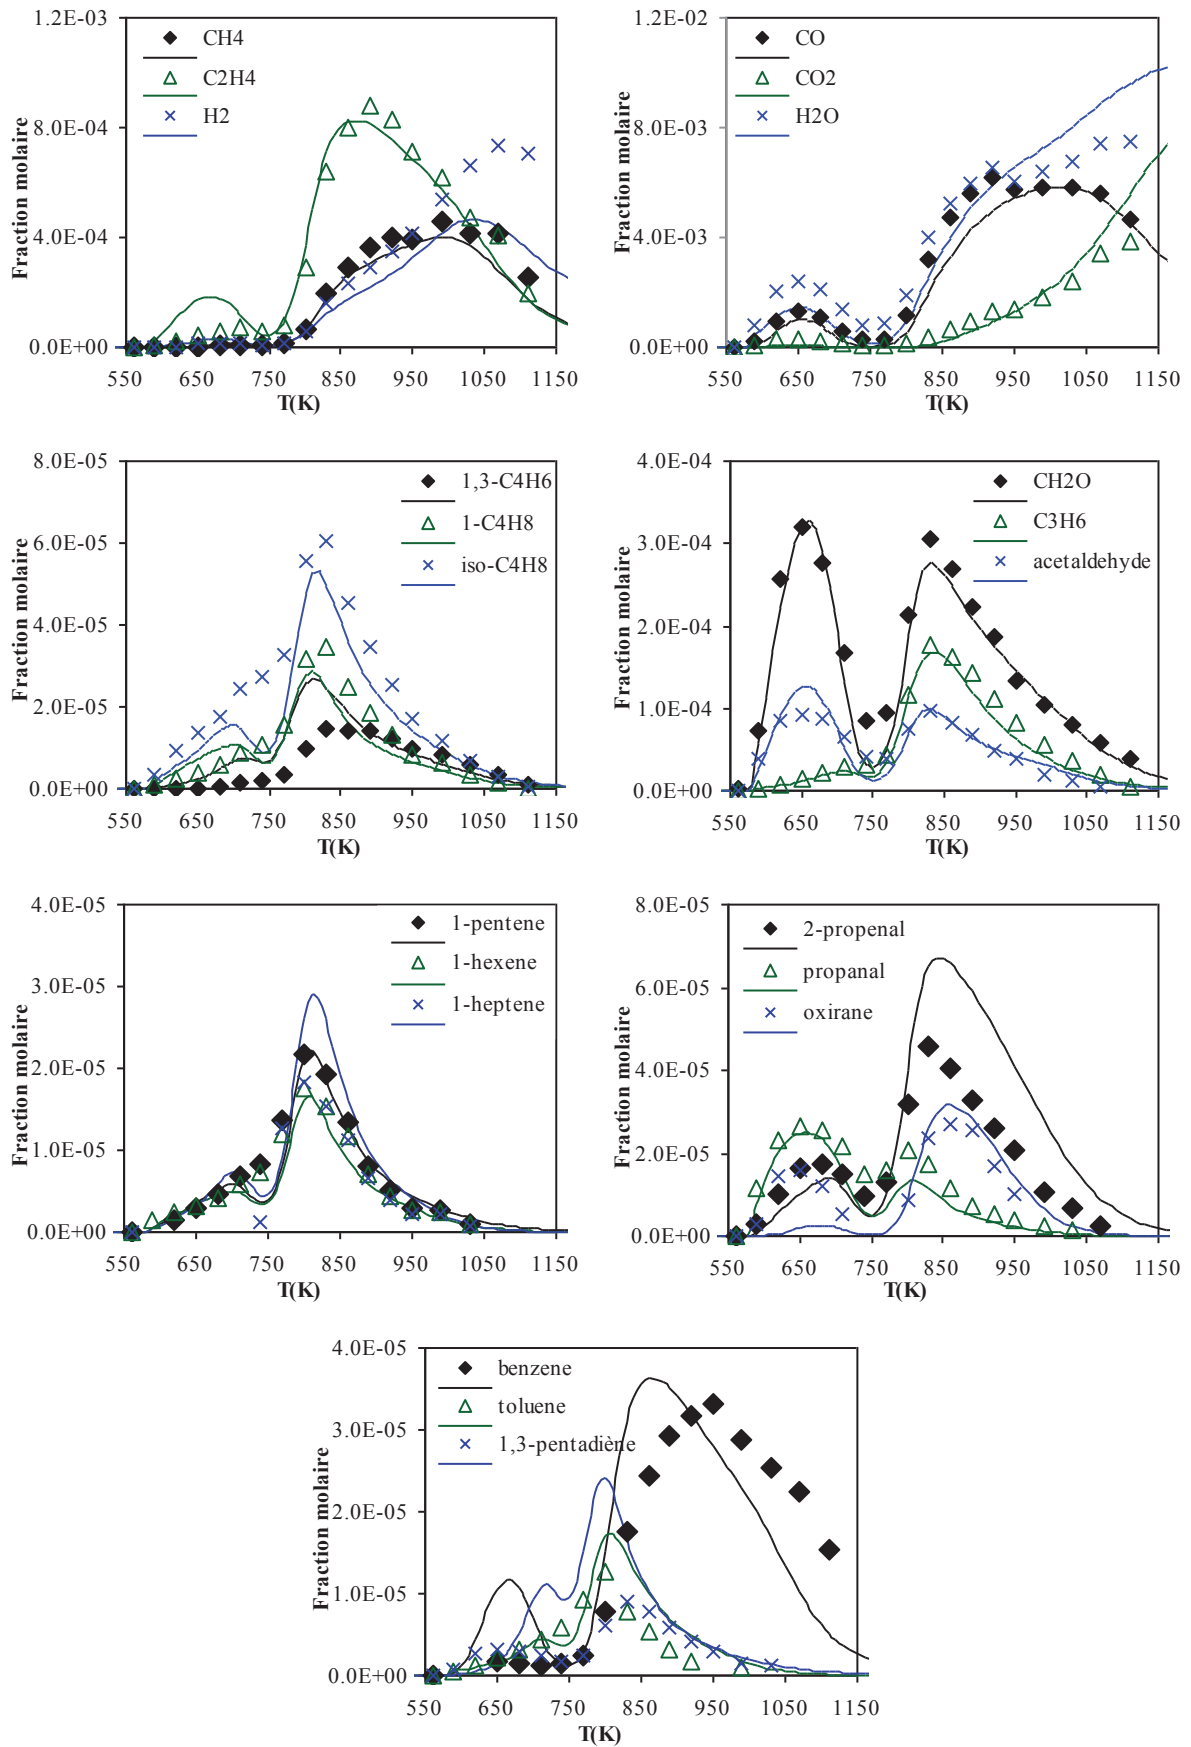 1.2E-03
8.0E-04
4.0E-04
0.0E+00
Fraction molaire
CH4
C2H4
H2
550 650 750 850 950 1050 1150
T(K)
1.2E-02
8.0E-03
4.0E-03
0.0E+00
Fraction molaire
CO
CO2
H2O
550 650 750 850 950 1050 1150
T(K)
8.0E-05
6.0E-05
4.0E-05
2.0E-05
0.0E+00
Fraction molaire
1,3-C4H6
1-C4H8
iso-C4H8
550 650 750 850 950 1050 1150
T(K)
4.0E-04
3.0E-04
2.0E-04
1.0E-04
0.0E+00
Fraction molaire
CH2O
C3H6
acetaldehyde
550 650 750 850 950 1050 1150
T(K)
4.0E-05
3.0E-05
2.0E-05
1.0E-05
0.0E+00
Fraction molaire
1-pentene
1-hexene
1-heptene
550 650 750 850 950 1050 1150
T(K)
8.0E-05
6.0E-05
4.0E-05
2.0E-05
0.0E+00
Fraction molaire
2-propenal
propanal
oxirane
550 650 750 850 950 1050 1150
T(K)
4.0E-05
3.0E-05
2.0E-05
1.0E-05
0.0E+00
Fraction molaire
benzene
toluene
1,3-pentadiène
550 650 750 850 950 1050 1150
T(K)